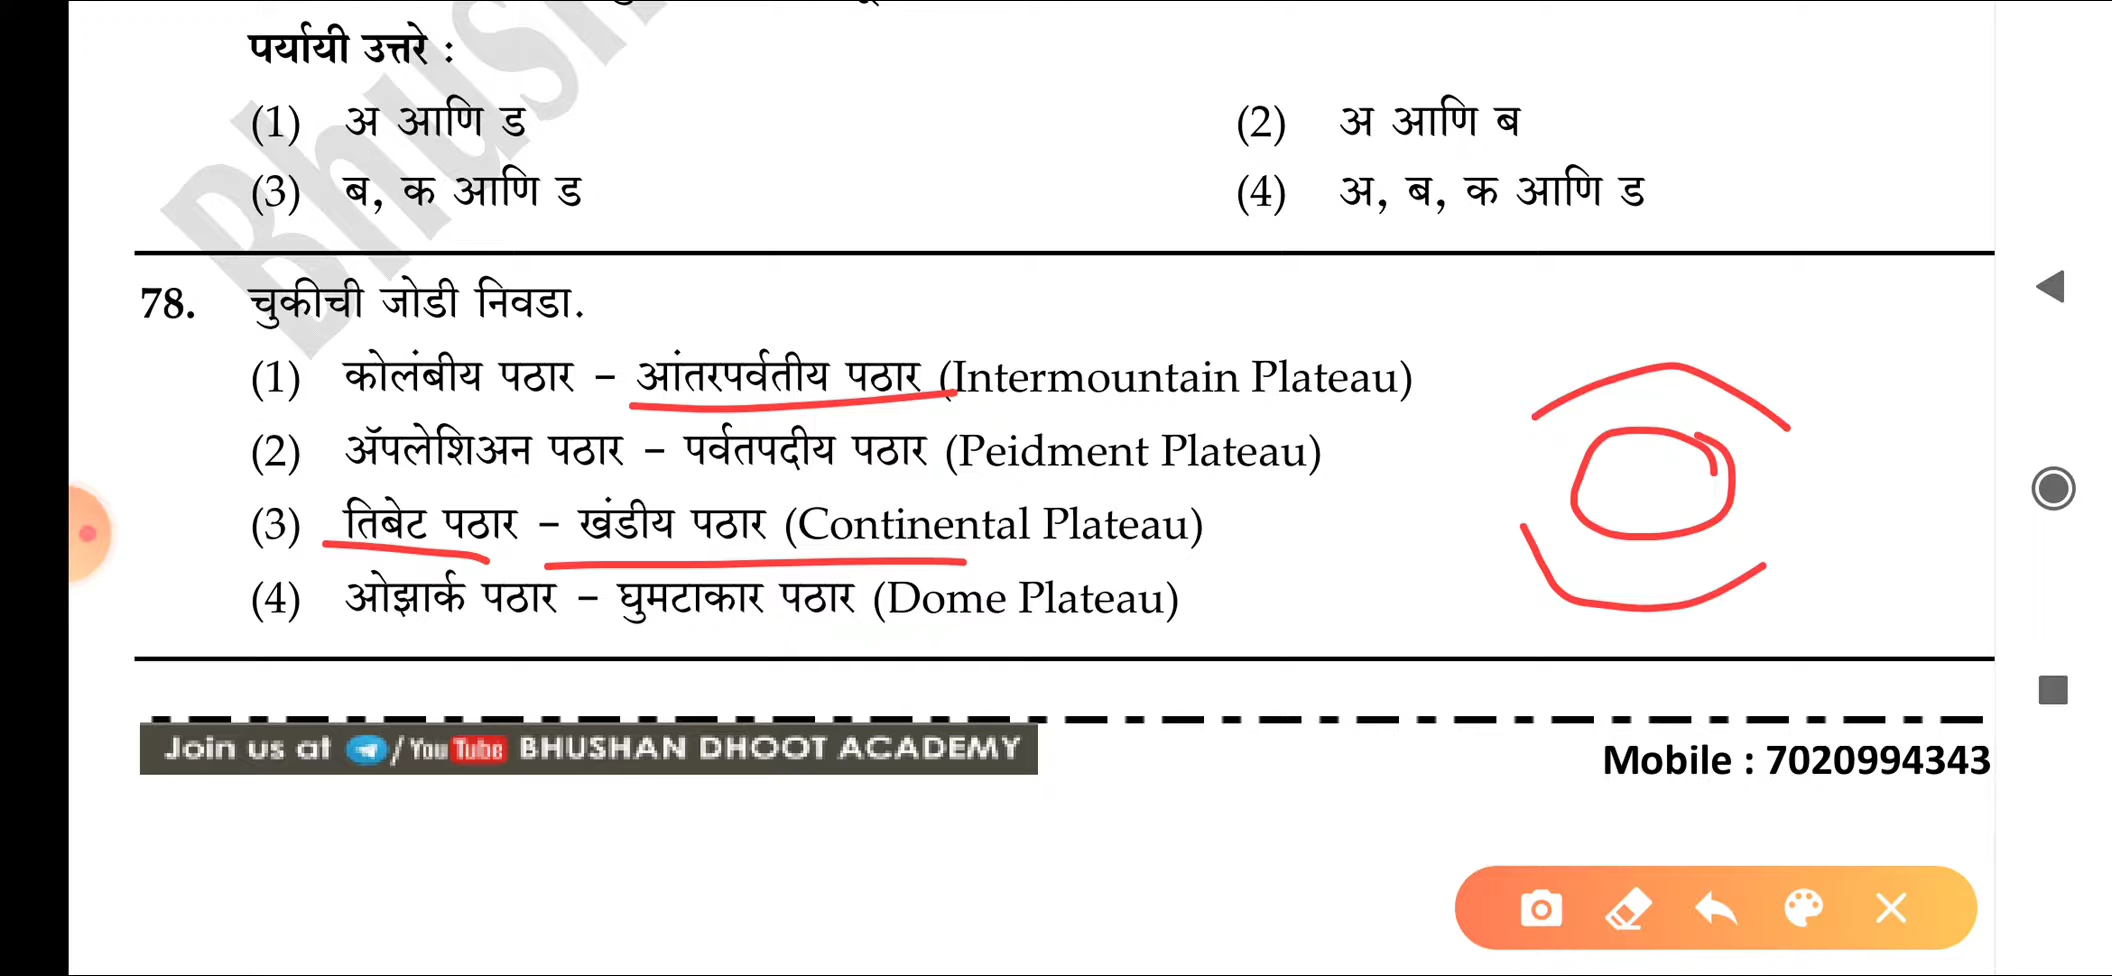 पर्यायी उत्तरे :
(1) अ आणि ड (2) अ आणि ब
(3) ब, क आणि ड (4) अ, ब, क आणि ड
78. चुकीची जोडी निवडा.
(1) कोलंबीय पठार – आंतरपर्वतीय पठार (Intermountain Plateau)
(2) ॲपलेशिअन पठार – पर्वतपदीय पठार (Peidment Plateau)
(3) तिबेट पठार – खंडीय पठार (Continental Plateau)
(4) ओझार्क पठार – घुमटाकार पठार (Dome Plateau)
Join us at / You Tube BHUSHAN DHOOT ACADEMY
Mobile : 7020994343